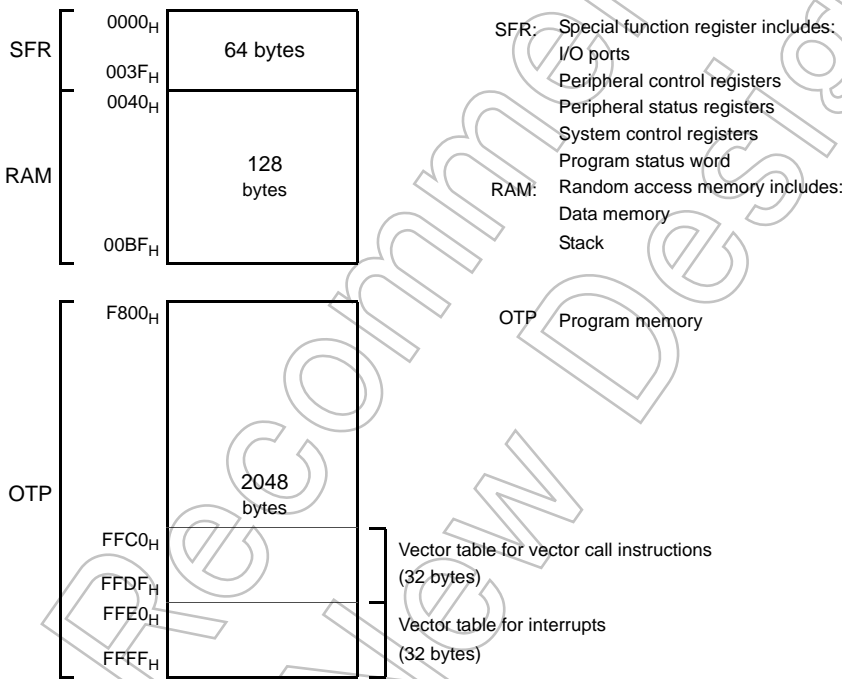 SFR
0000H
64 bytes
003FH
RAM
0040H
128
bytes
00BFH
OTP
F800H
2048
bytes
FFC0H
FFDFH
FFE0H
FFFFH
Vector table for vector call instructions
(32 bytes)
Vector table for interrupts
(32 bytes)
SFR: Special function register includes:
I/O ports
Peripheral control registers
Peripheral status registers
System control registers
Program status word
RAM: Random access memory includes:
Data memory
Stack
OTP Program memory
Recomme
New Desig